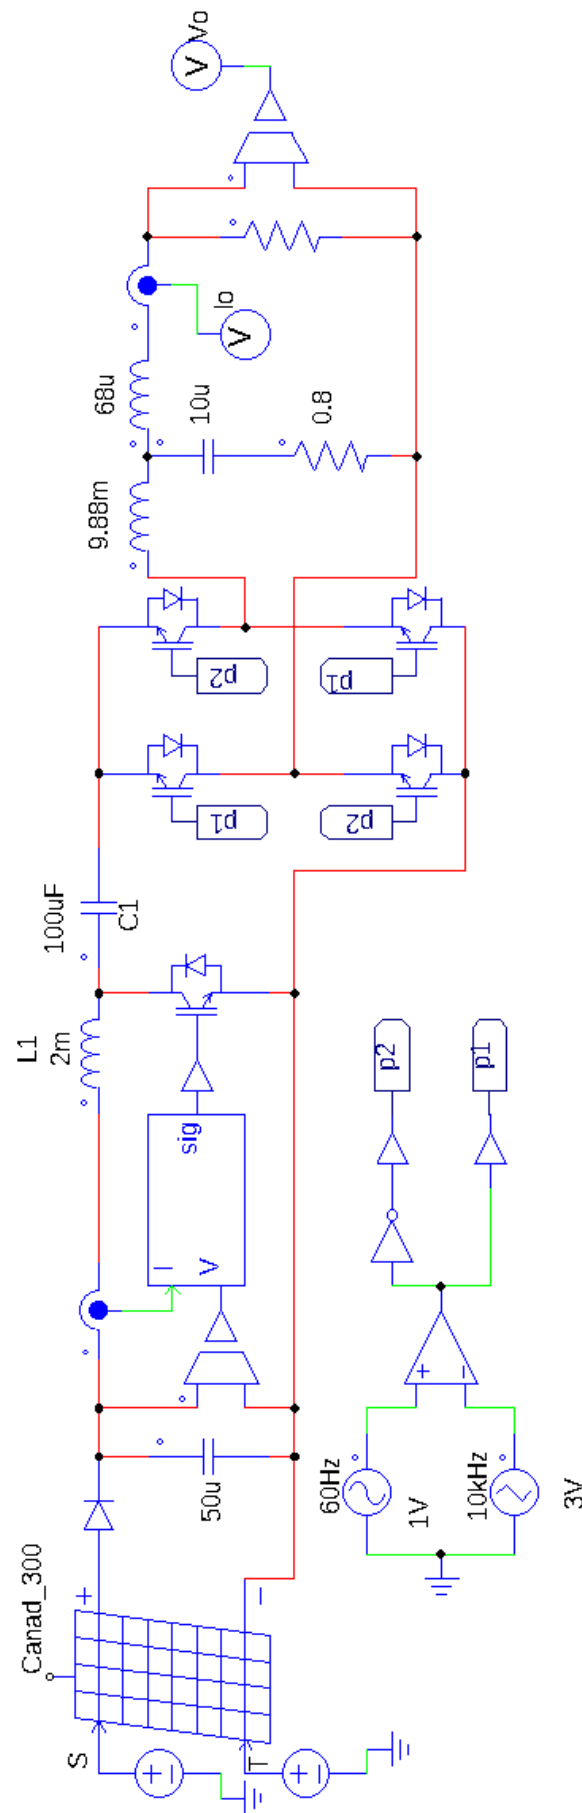 Canad_300
S
T
+
−
+
−
+
−
50u
I
V
sig
L1
2m
100uF
C1
p1
p2
p2
p1
9.88m
68u
10u
0.8
V
Io
V
Vo
60Hz
1V
10kHz
3V
+
−
p2
p1